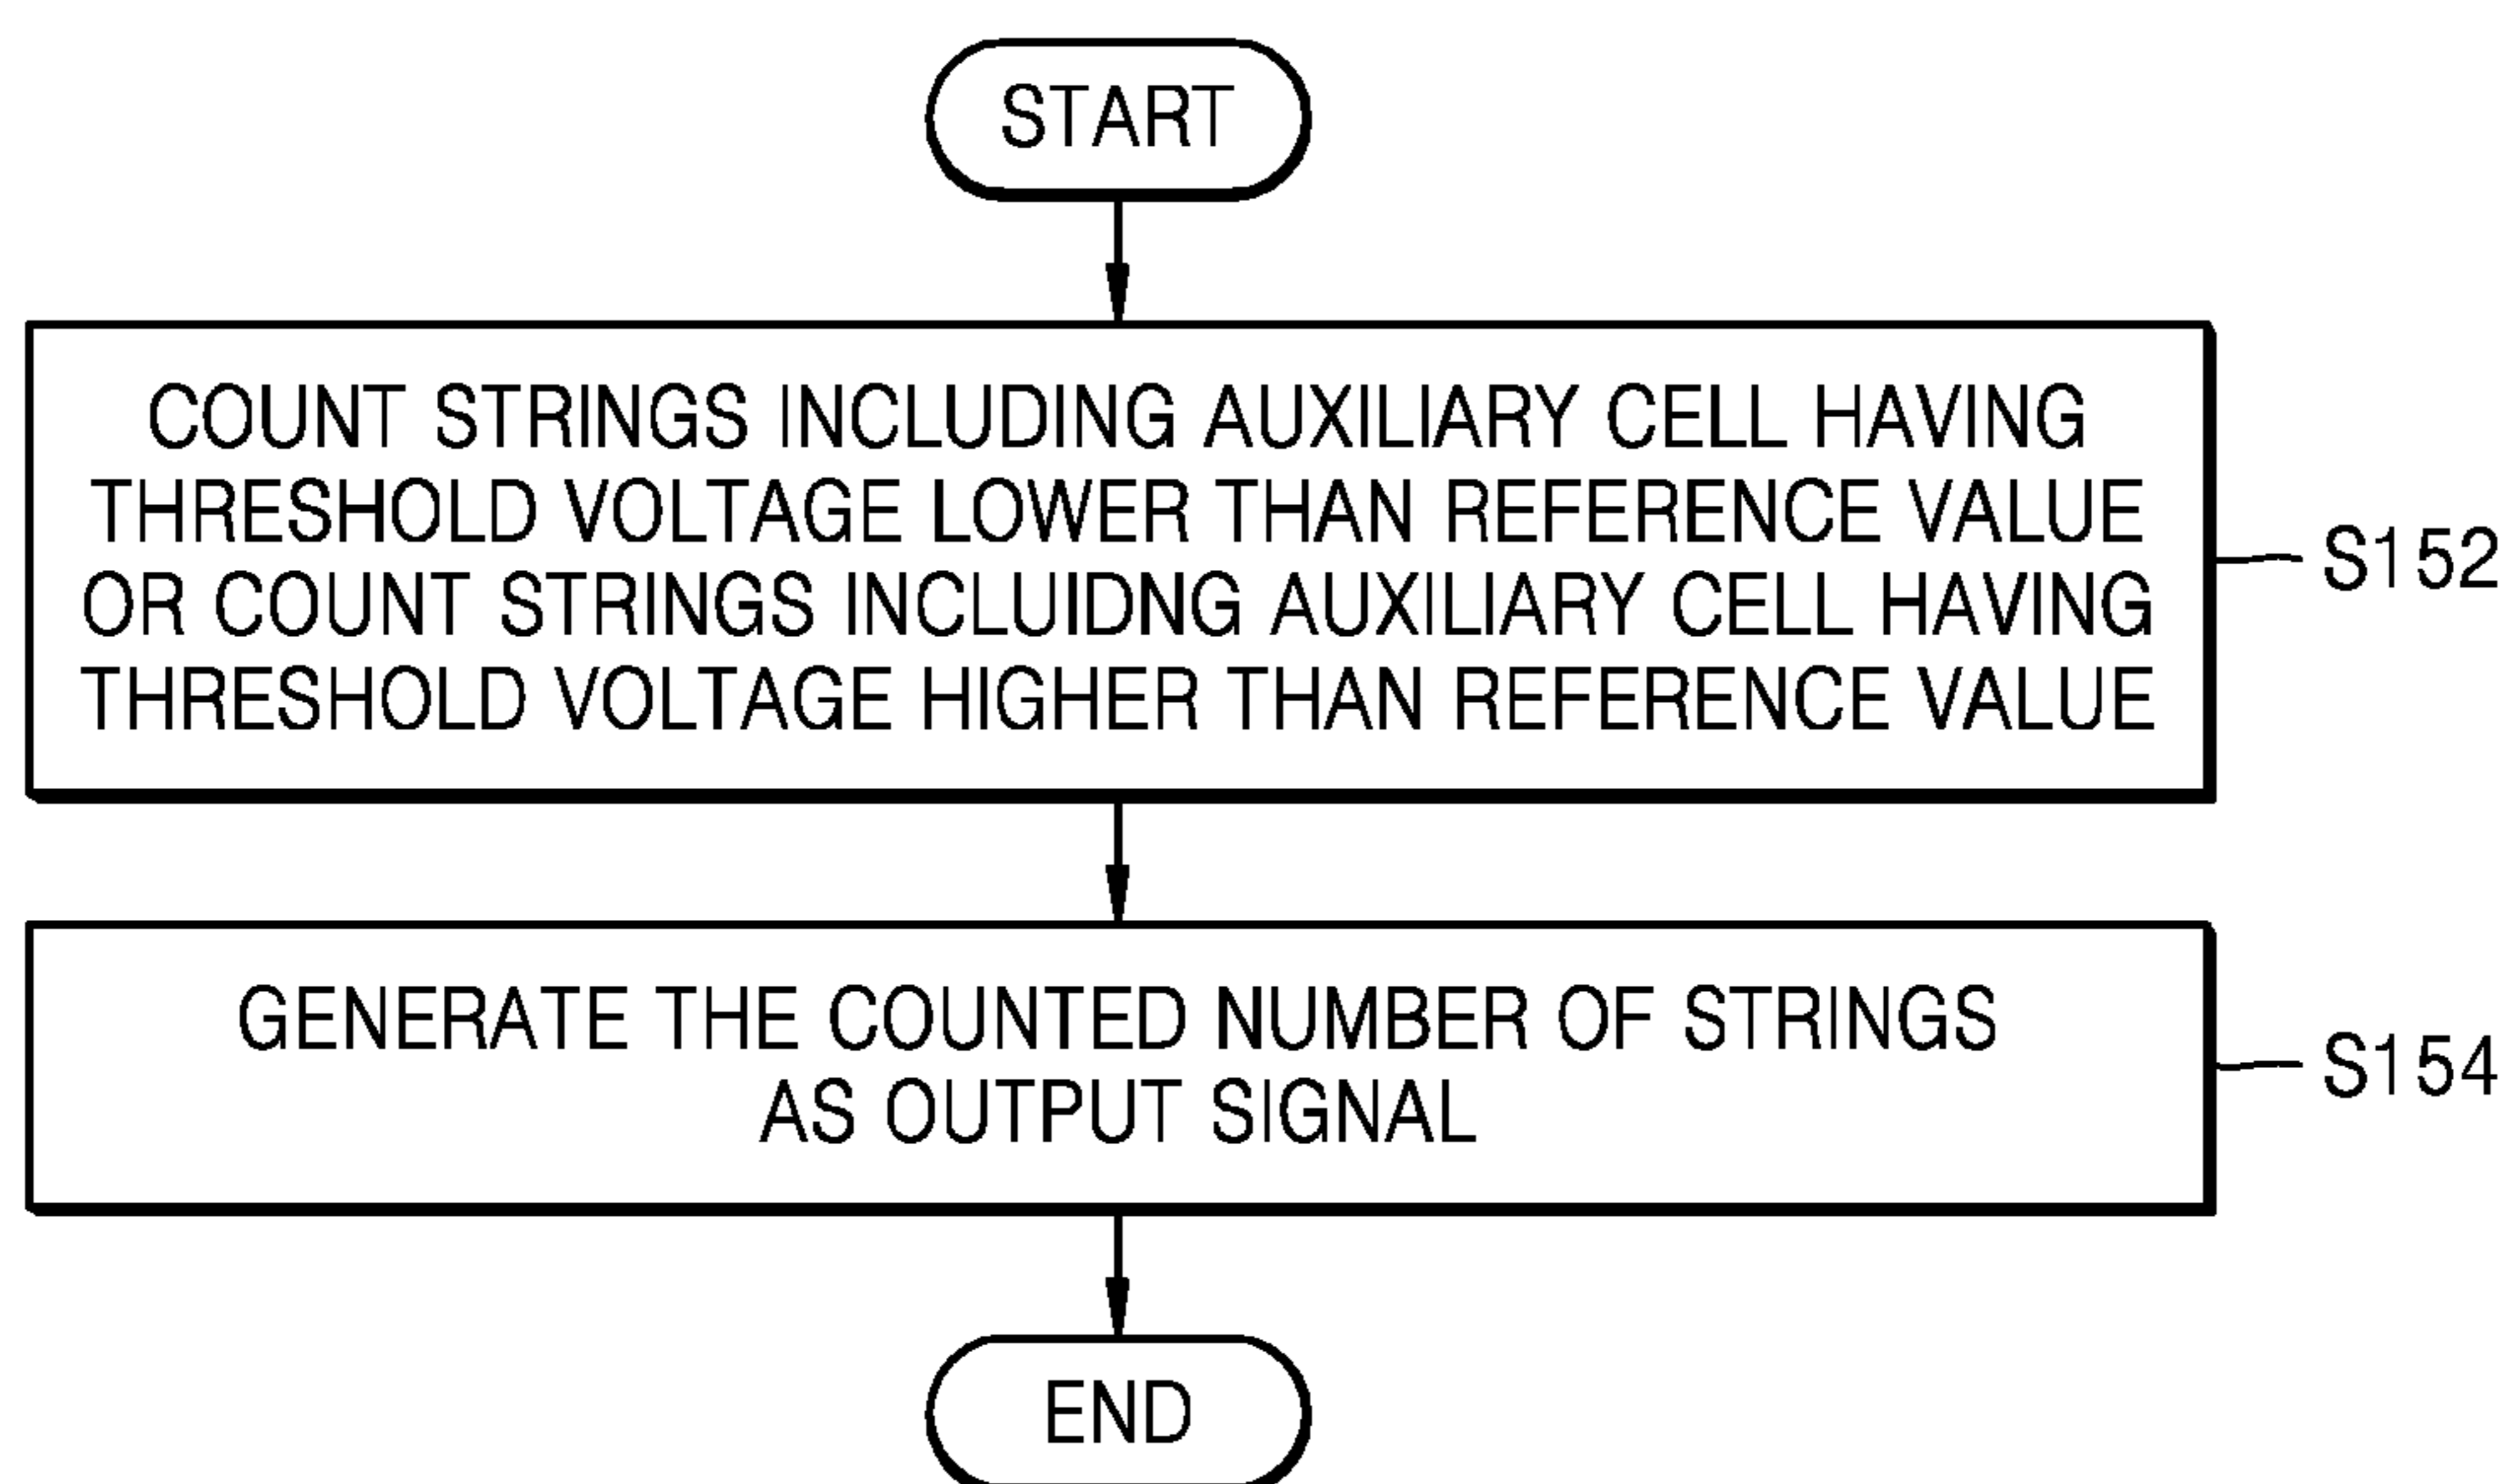 START
COUNT STRINGS INCLUDING AUXILIARY CELL HAVING
THRESHOLD VOLTAGE LOWER THAN REFERENCE VALUE
OR COUNT STRINGS INCLUIDNG AUXILIARY CELL HAVING
THRESHOLD VOLTAGE HIGHER THAN REFERENCE VALUE
S152
GENERATE THE COUNTED NUMBER OF STRINGS
AS OUTPUT SIGNAL
S154
END